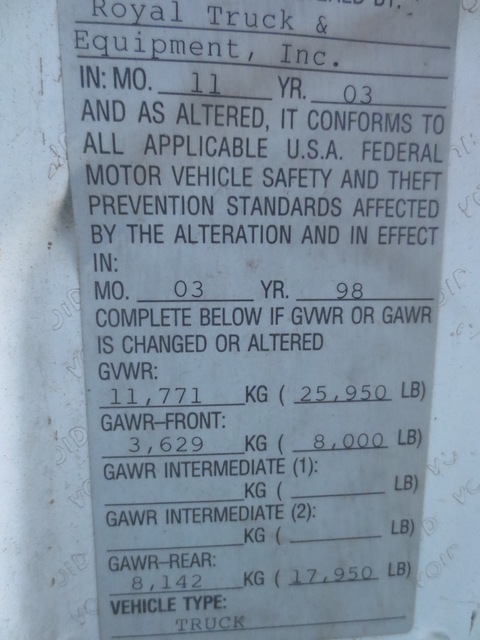 BY:
Royal Truck &
Equipment, Inc.
IN: MO. 11 YR. 03
AND AS ALTERED, IT CONFORMS TO
ALL APPLICABLE U.S.A. FEDERAL
MOTOR VEHICLE SAFETY AND THEFT
PREVENTION STANDARDS AFFECTED
BY THE ALTERATION AND IN EFFECT
IN:
MO. 03 YR. 98
COMPLETE BELOW IF GVWR OR GAWR
IS CHANGED OR ALTERED
GVWR:
11,771 KG ( 25,950 LB)
GAWR-FRONT:
3,629 KG ( 8,000 LB)
GAWR INTERMEDIATE (1):
KG ( LB)
GAWR INTERMEDIATE (2):
KG ( LB)
GAWR-REAR:
8,142 KG ( 17,950 LB)
VEHICLE TYPE:
TRUCK